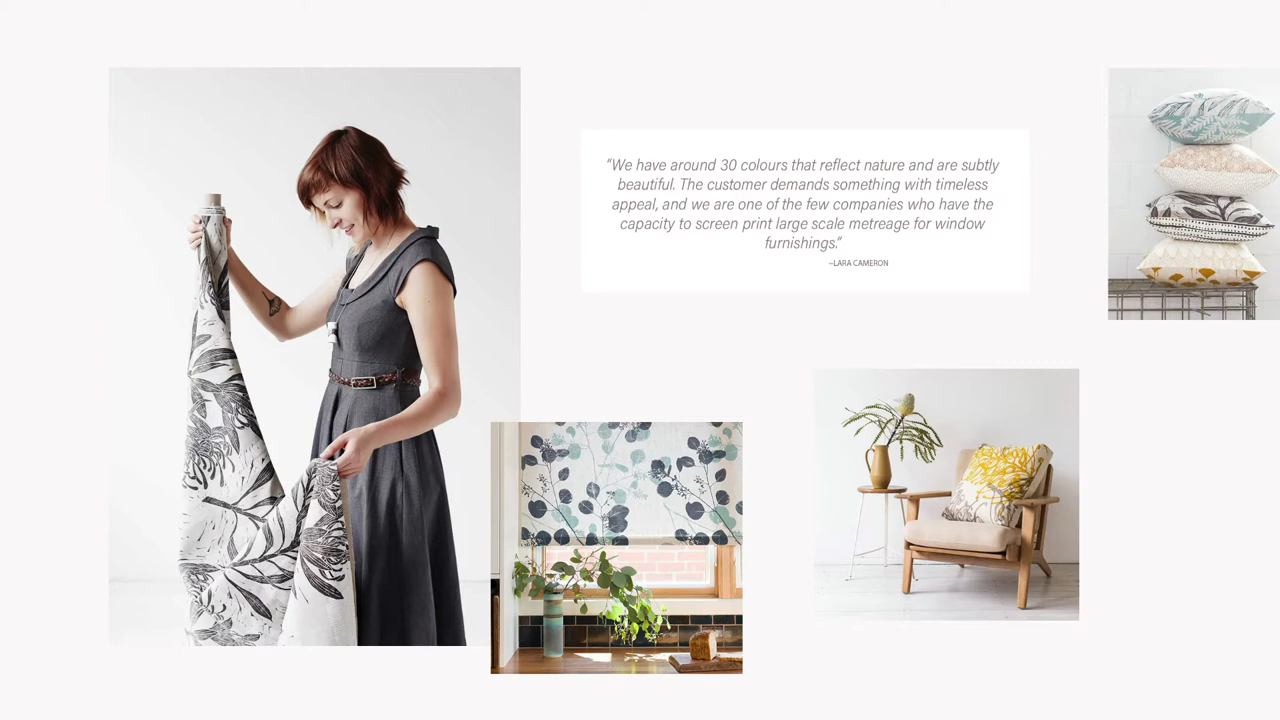 “We have around 30 colours that reflect nature and are subtly
beautiful. The customer demands something with timeless
appeal, and we are one of the few companies who have the
capacity to screen print large scale metreage for window
furnishings.”
–LARA CAMERON